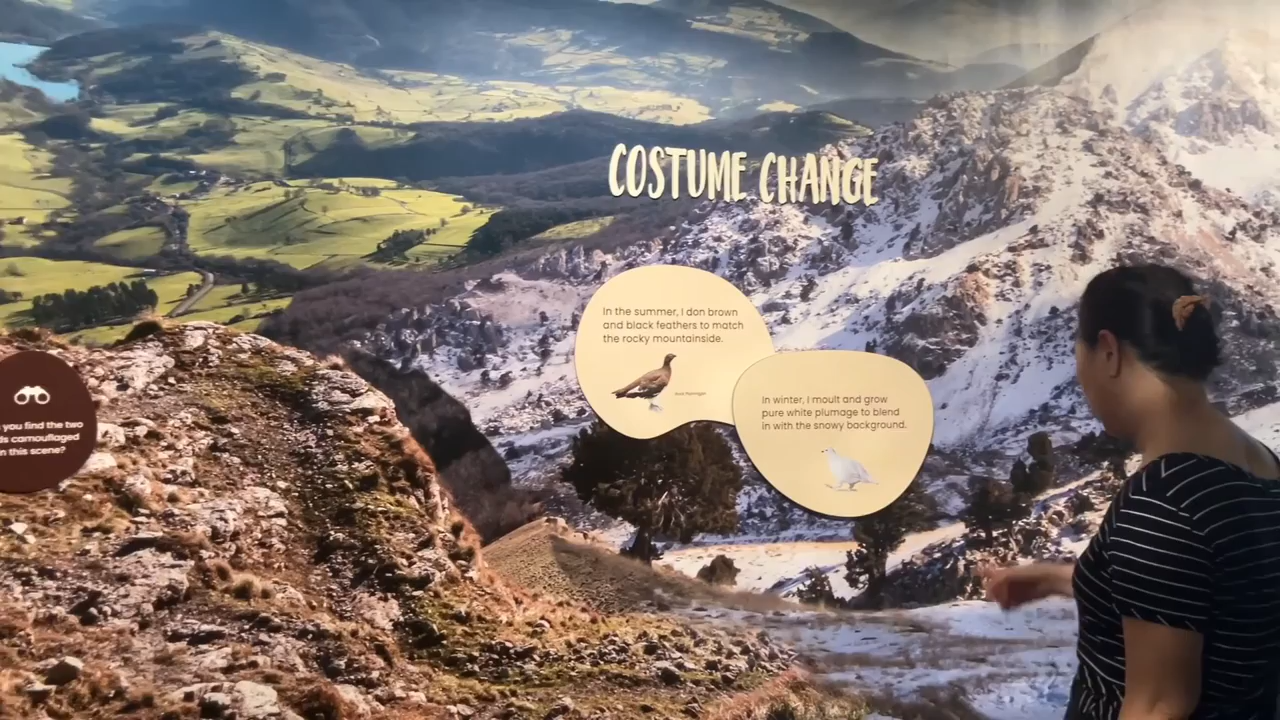 COSTUME CHANGE
In the summer, I don brown
and black feathers to match
the rocky mountainside.
In winter, I moult and grow
pure white plumage to blend
in with the snowy background.
you find the two
camouflaged
this scene?